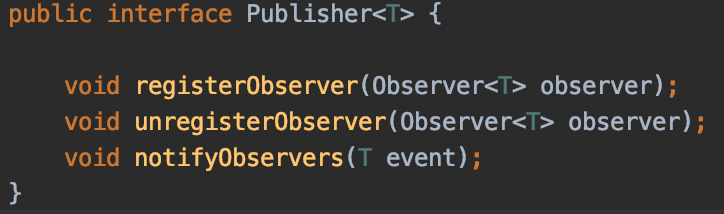 public interface Publisher<T> {
void registerObserver(Observer<T> observer);
void unregisterObserver(Observer<T> observer);
void notifyObservers(T event);
}